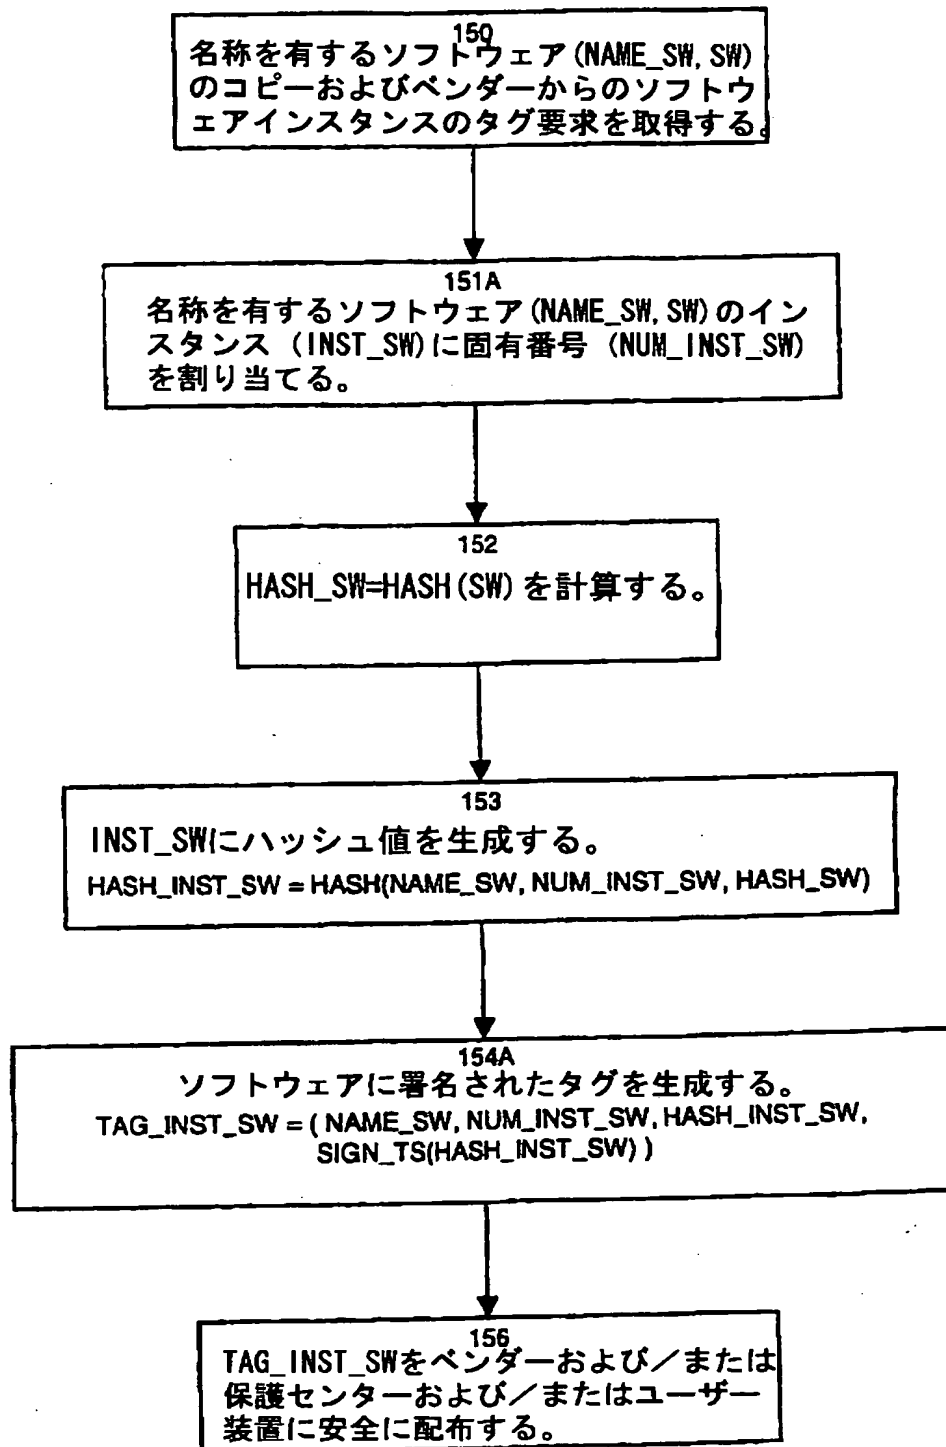 150
名称を有するソフトウェア(NAME_SW, SW)
のコピーおよびベンダーからのソフトウ
ェアインスタンスのタグ要求を取得する。
151A
名称を有するソフトウェア(NAME_SW, SW)のイン
スタンス (INST_SW)に固有番号 (NUM_INST_SW)
を割り当てる。
152
HASH_SW=HASH(SW)を計算する。
153
INST_SWにハッシュ値を生成する。
HASH_INST_SW = HASH(NAME_SW, NUM_INST_SW, HASH_SW)
154A
ソフトウェアに署名されたタグを生成する。
TAG_INST_SW = ( NAME_SW, NUM_INST_SW, HASH_INST_SW,
SIGN_TS(HASH_INST_SW) )
156
TAG_INST_SWをベンダーおよび/または
保護センターおよび/またはユーザー
装置に安全に配布する。